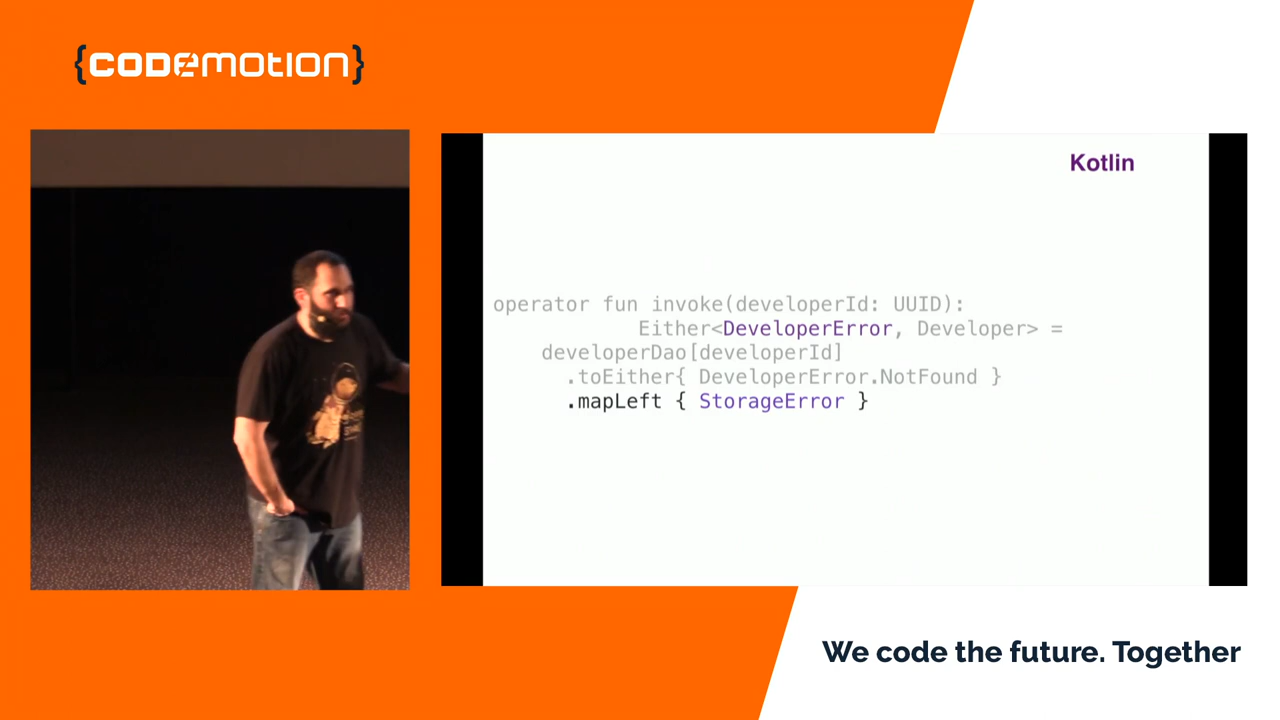 {CODEMOTION}
Kotlin
operator fun invoke(developerId: UUID):
Either<DeveloperError, Developer> =
developerDao[developerId]
.toEither{ DeveloperError.NotFound }
.mapLeft { StorageError }
We code the future. Together